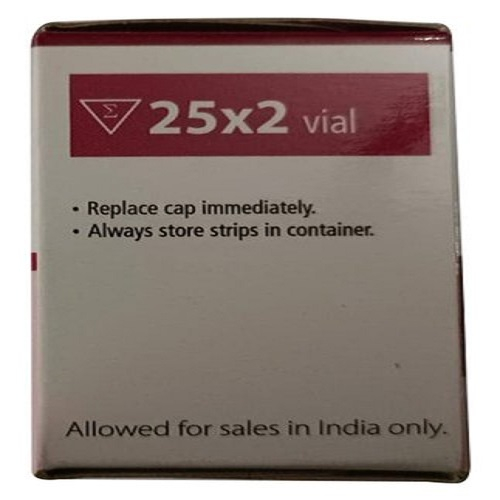 Σ 25x2 vial
• Replace cap immediately.
• Always store strips in container.
Allowed for sales in India only.